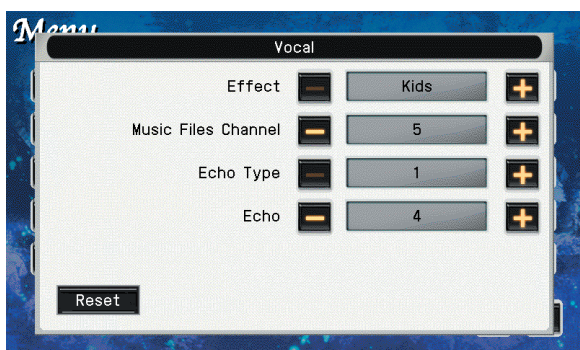 Menu
Vocal
Effect Kids
Music Files Channel 5
Echo Type 1
Echo 4
Reset